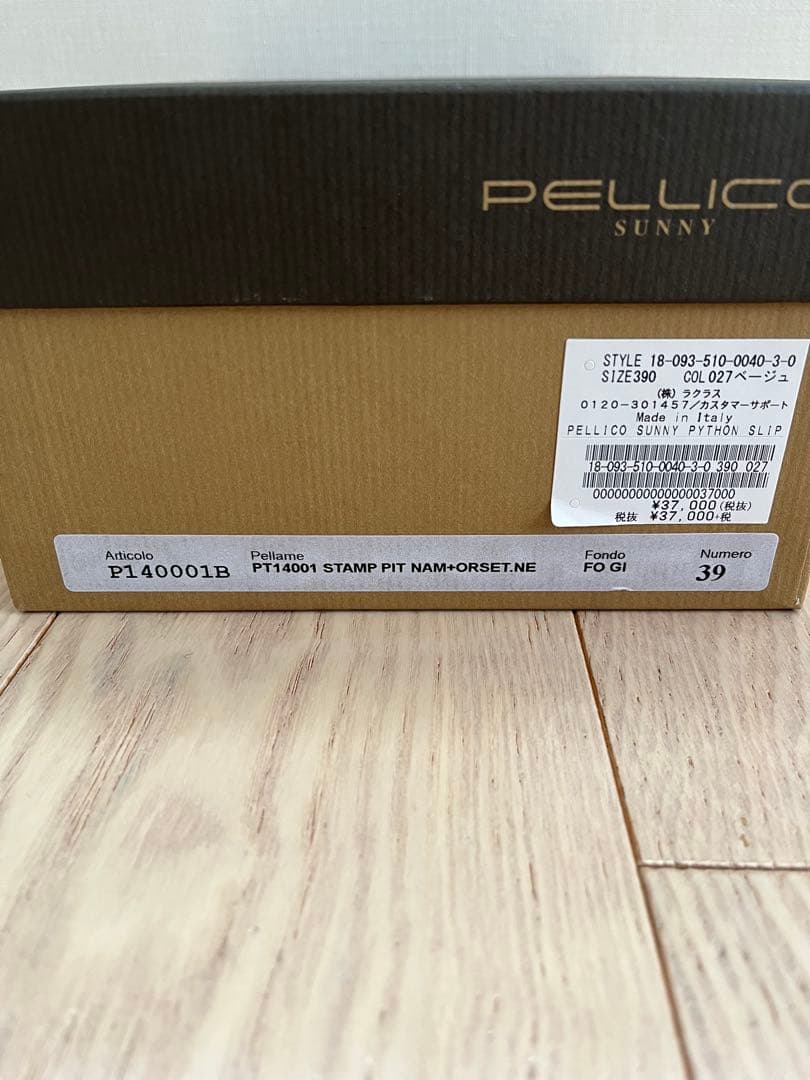 PELLICO
SUNNY
STYLE 18-093-510-0040-3-0
SIZE390 COL027ベージュ
(株) ラクラス
0120-301457/カスタマーサポート
Made in Italy
PELLICO SUNNY PYTHON SLIP
18-093-510-0040-3-0 390 027
00000000000000037000
¥37,000(税抜)
税抜 ¥37,000+税
Articolo Pellame Fondo Numero
P140001B PT14001 STAMP PIT NAM+ORSET.NE FO GI 39